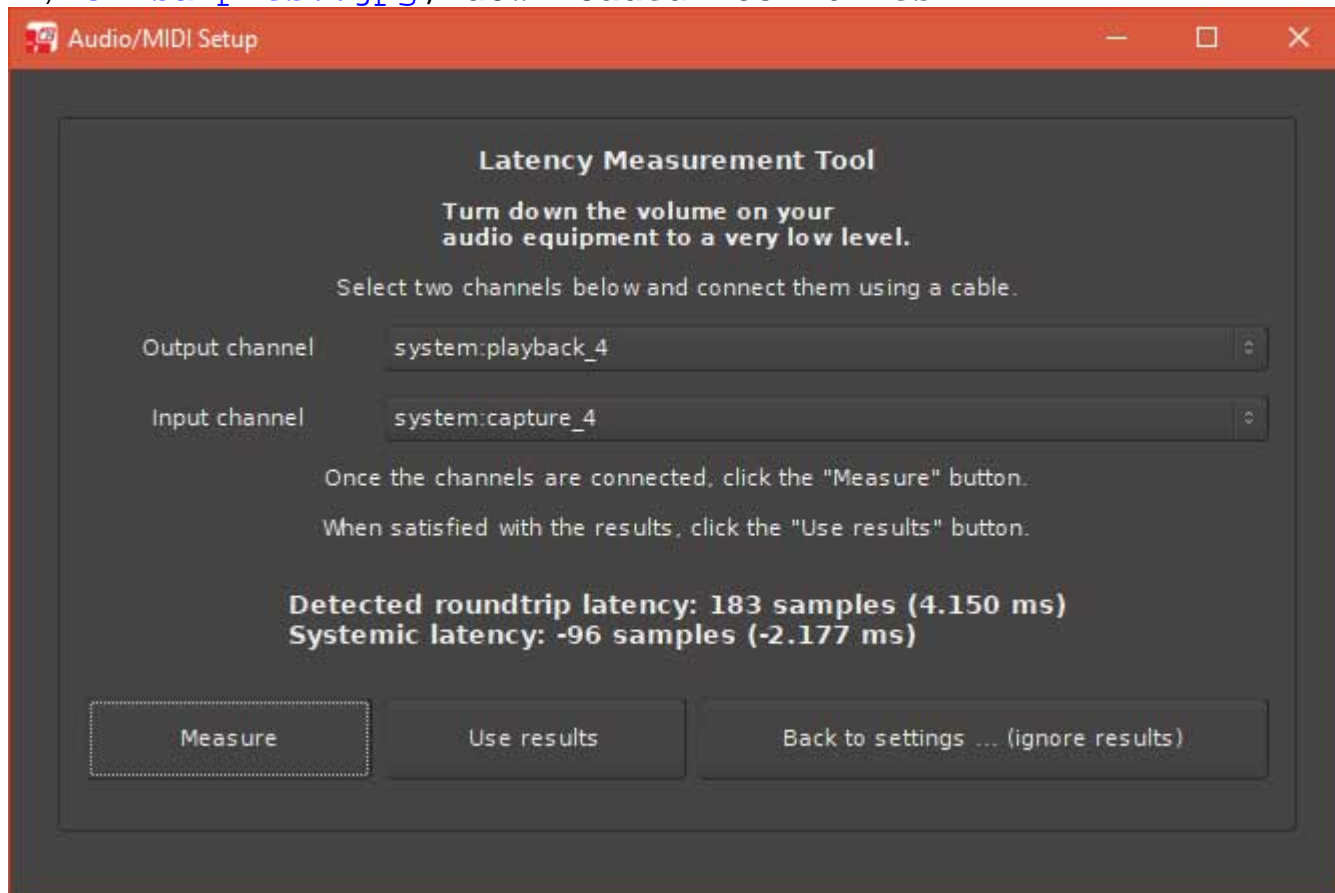 Audio/MIDI Setup
Latency Measurement Tool
Turn down the volume on your
audio equipment to a very low level.
Select two channels below and connect them using a cable.
Output channel system:playback_4
Input channel system:capture_4
Once the channels are connected, click the "Measure" button.
When satisfied with the results, click the "Use results" button.
Detected roundtrip latency: 183 samples (4.150 ms)
Systemic latency: -96 samples (-2.177 ms)
Measure Use results Back to settings ... (ignore results)